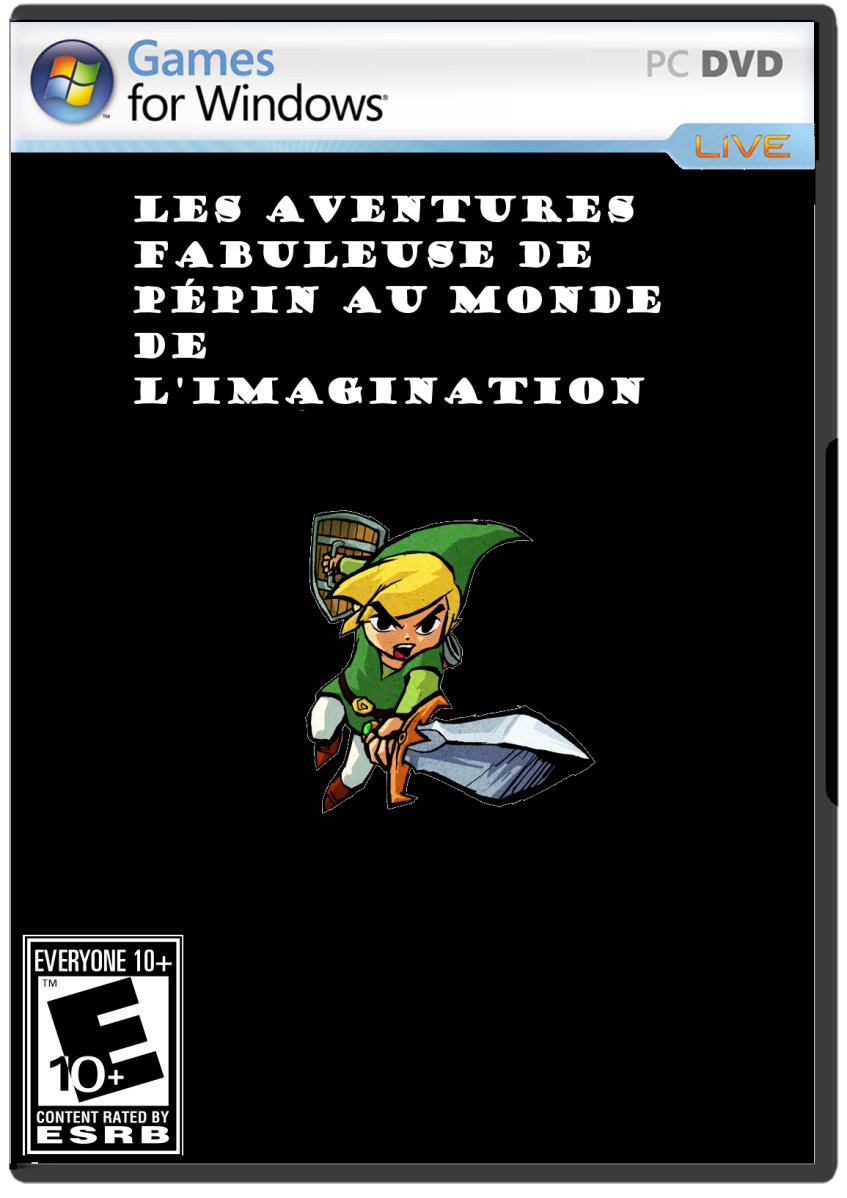 Games
for Windows®
PC DVD
LIVE
LES AVENTURES
FABULEUSE DE
PÉPIN AU MONDE
DE
L'IMAGINATION
EVERYONE 10+
TM
E
10+
CONTENT RATED BY
ESRB